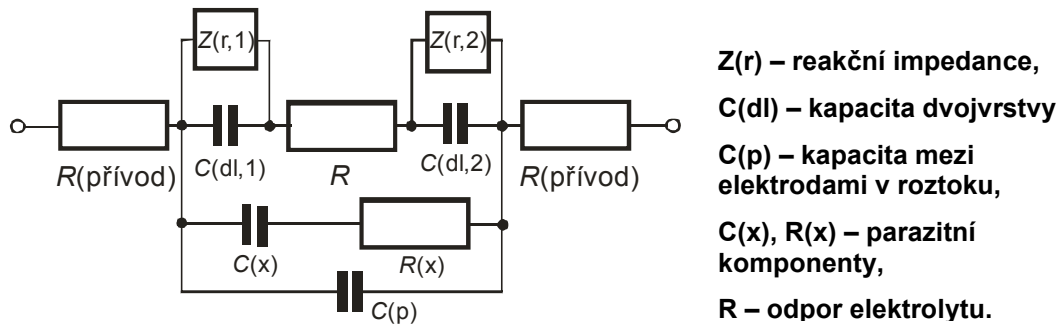 Z(r,1) Z(r,2)
R(přívod) C(dl,1) R C(dl,2) R(přívod)
C(x) R(x)
C(p)
Z(r) – reakční impedance,
C(dl) – kapacita dvojvrstvy
C(p) – kapacita mezi
elektrodami v roztoku,
C(x), R(x) – parazitní
komponenty,
R – odpor elektrolytu.